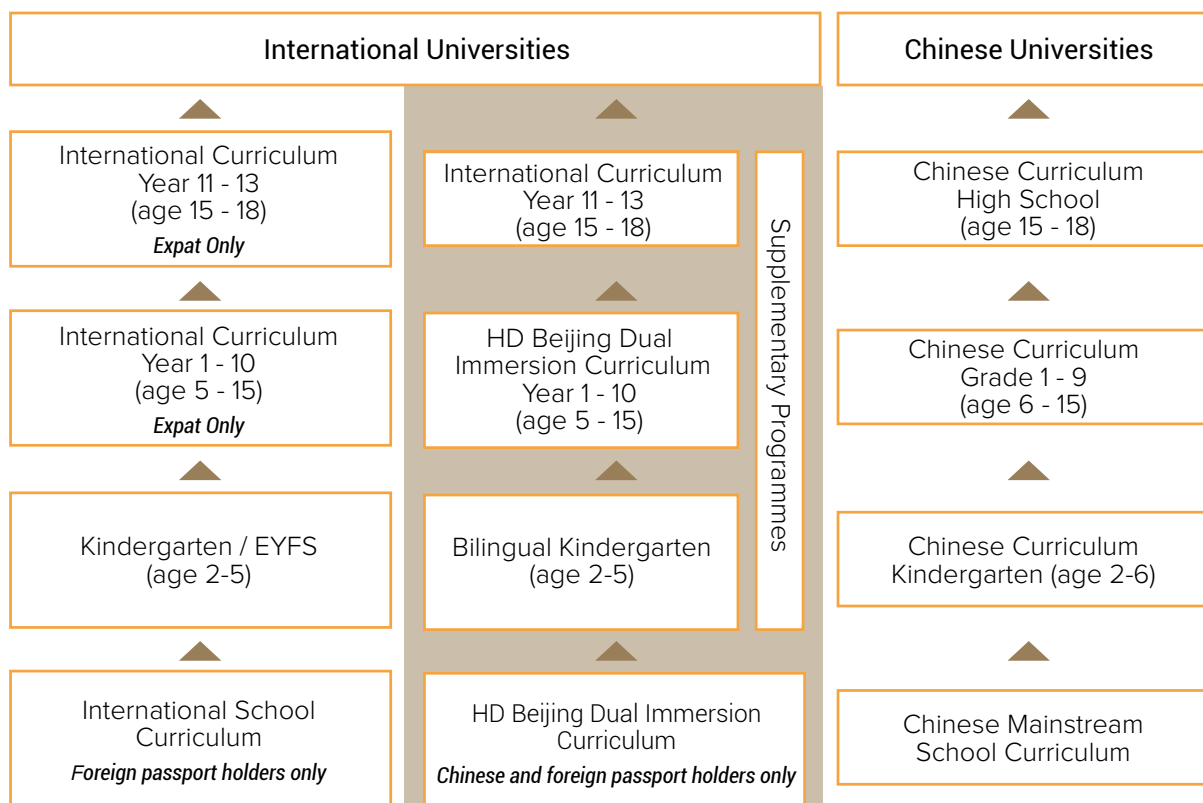 International Universities
Chinese Universities
International Curriculum
Year 11 - 13
(age 15 - 18)
Expat Only
International Curriculum
Year 11 - 13
(age 15 - 18)
Supplementary Programmes
Chinese Curriculum
High School
(age 15 - 18)
International Curriculum
Year 1 - 10
(age 5 - 15)
Expat Only
HD Beijing Dual
Immersion Curriculum
Year 1 - 10
(age 5 - 15)
Chinese Curriculum
Grade 1 - 9
(age 6 - 15)
Kindergarten / EYFS
(age 2-5)
Bilingual Kindergarten
(age 2-5)
Chinese Curriculum
Kindergarten (age 2-6)
International School
Curriculum
Foreign passport holders only
HD Beijing Dual Immersion
Curriculum
Chinese and foreign passport holders only
Chinese Mainstream
School Curriculum